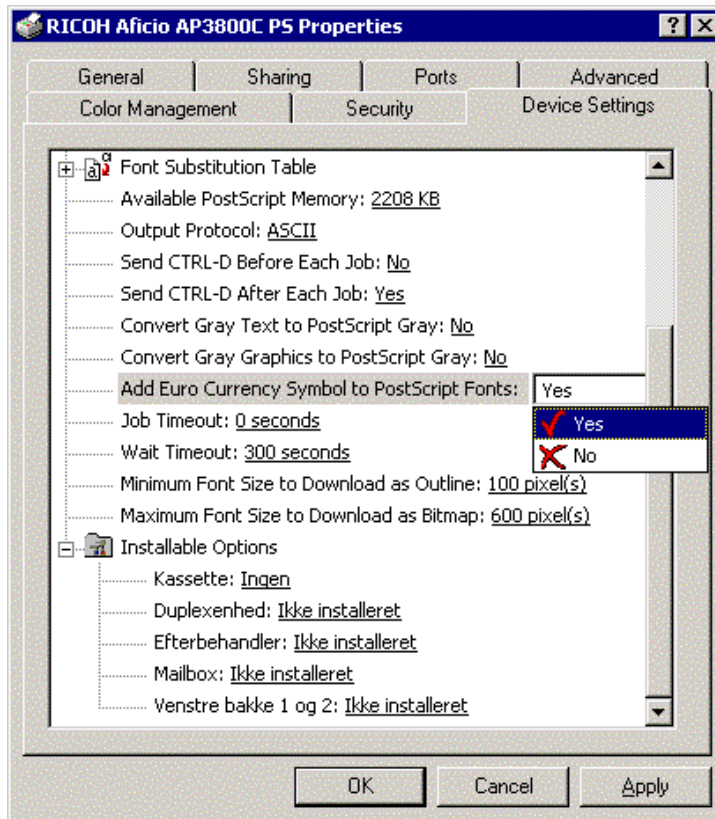 RICOH Aficio AP3800C PS Properties
General Sharing Ports Advanced
Color Management Security Device Settings
Font Substitution Table
Available PostScript Memory: 2208 KB
Output Protocol: ASCII
Send CTRL-D Before Each Job: No
Send CTRL-D After Each Job: Yes
Convert Gray Text to PostScript Gray: No
Convert Gray Graphics to PostScript Gray: No
Add Euro Currency Symbol to PostScript Fonts: Yes
Yes
No
Job Timeout: 0 seconds
Wait Timeout: 300 seconds
Minimum Font Size to Download as Outline: 100 pixel(s)
Maximum Font Size to Download as Bitmap: 600 pixel(s)
Installable Options
Kassette: Ingen
Duplexenhed: Ikke installeret
Efterbehandler: Ikke installeret
Mailbox: Ikke installeret
Venstre bakke 1 og 2: Ikke installeret
OK Cancel Apply